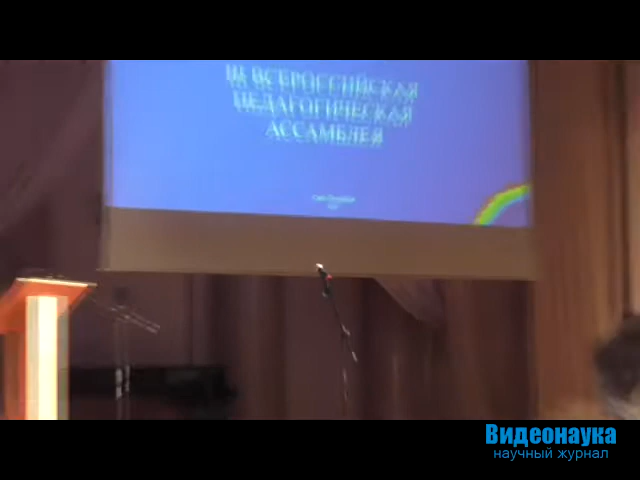 III ВСЕРОССИЙСКАЯ
ПЕДАГОГИЧЕСКАЯ
АССАМБЛЕЯ
Видеонаука
научный журнал